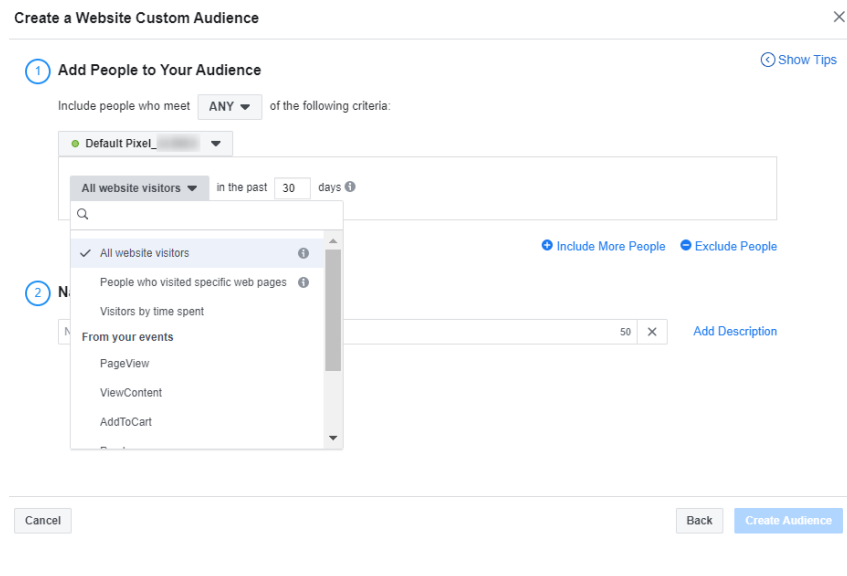 Create a Website Custom Audience
Show Tips
1 Add People to Your Audience
Include people who meet ANY of the following criteria:
Default Pixel_
All website visitors in the past 30 days
Include More People Exclude People
All website visitors
People who visited specific web pages
2
Visitors by time spent
50 Add Description
From your events
PageView
ViewContent
AddToCart
Cancel Back Create Audience